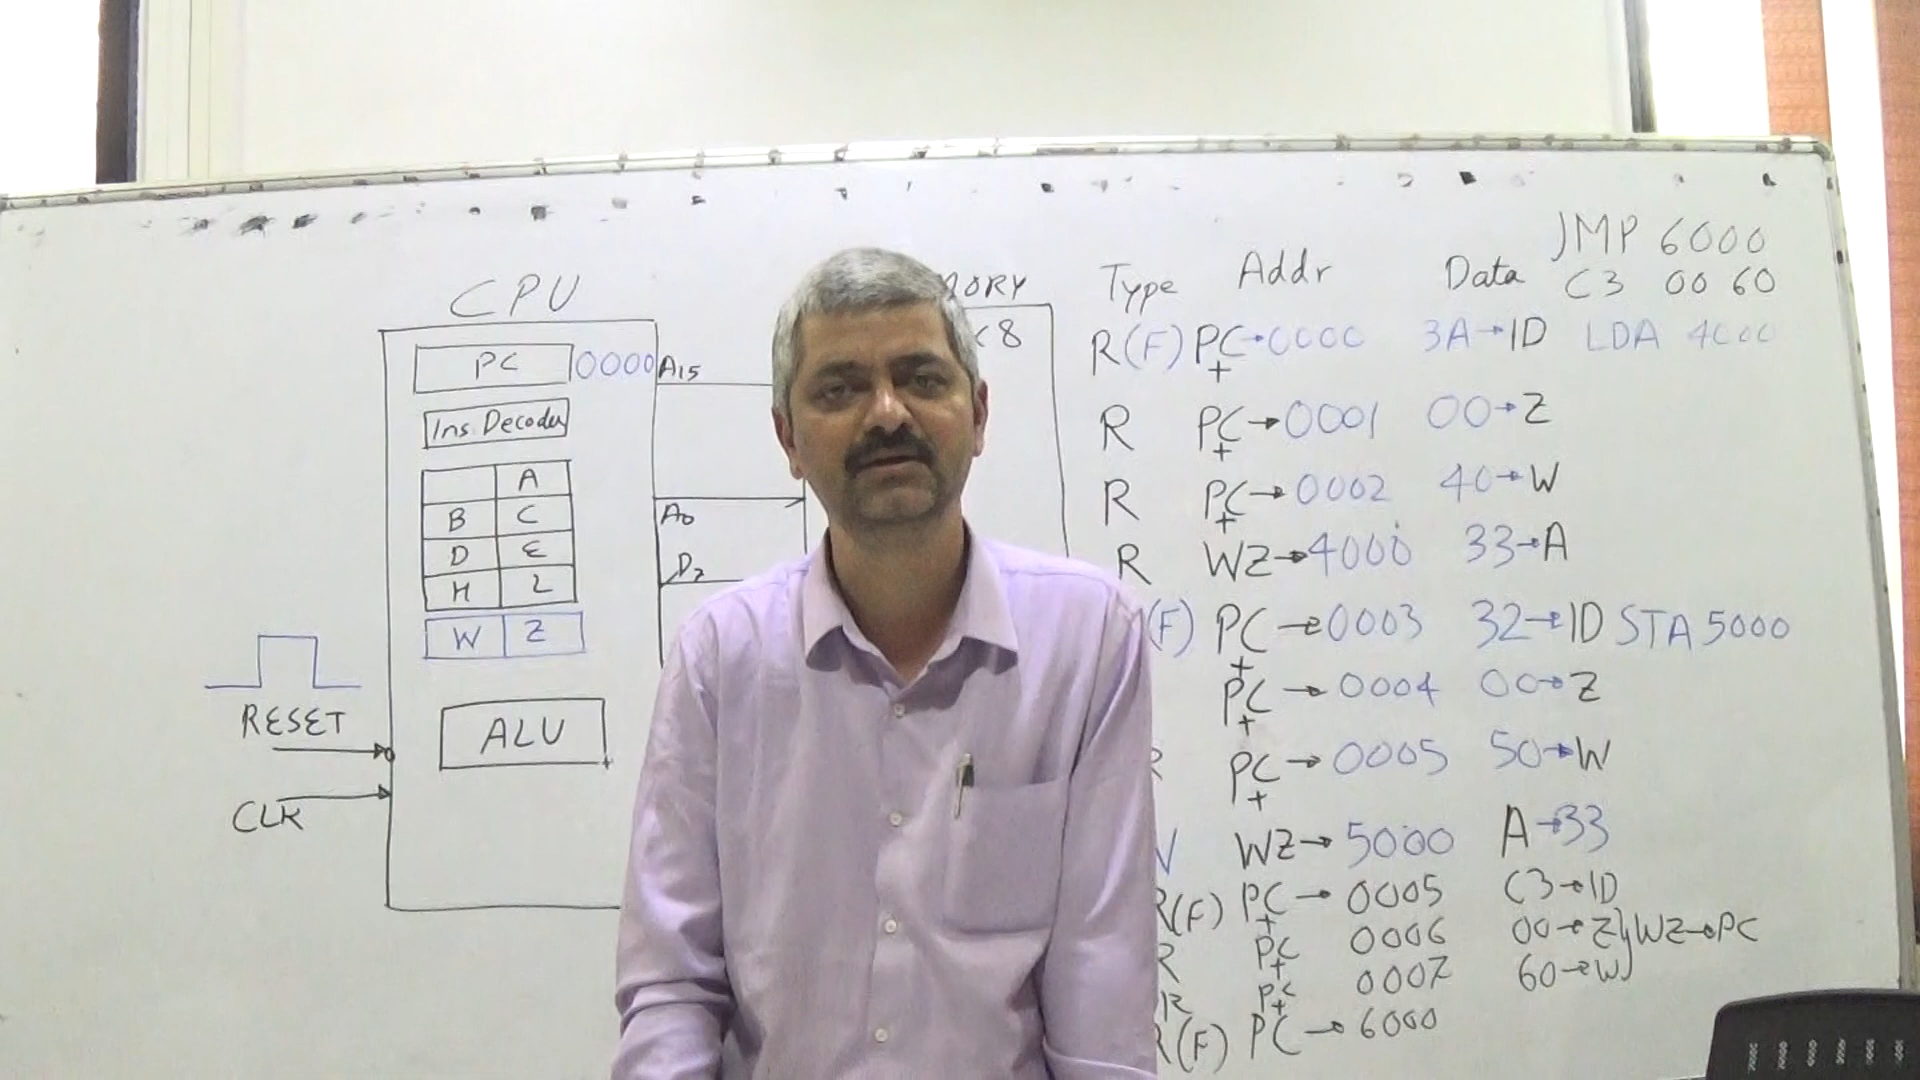 CPU
PC 0000
Ins. Decoder
A
B C
D E
H L
W Z
ALU
RESET
CLK
A15
A0
D7
MORY
8
JMP 6000
C3 00 60
Type Addr Data
R(F) PC→0000 3A→ID LDA 4000
+
R PC→0001 00→Z
+
R PC→0002 40→W
+
R WZ→4000 33→A
(F) PC→0003 32→ID STA 5000
+
PC→0004 00→Z
+
R PC→0005 50→W
+
W WZ→5000 A→33
R(F) PC→0005 C3→ID
+
R PC 0006 00→Z} WZ→PC
+
R PC 0007 60→W}
+
R(F) PC→6000